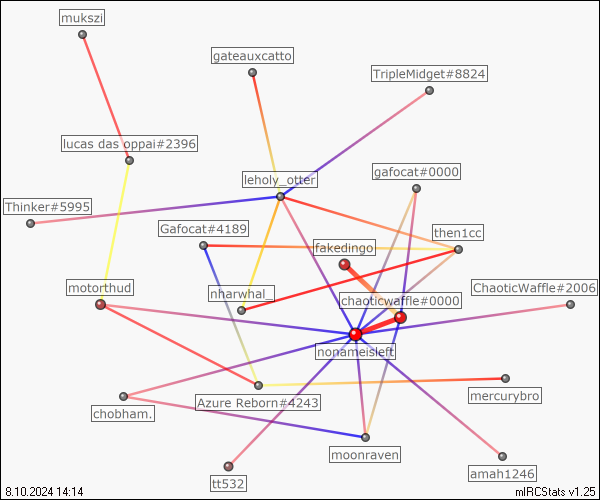 mukszi
gateauxcatto
TripleMidget#8824
lucas das oppai#2396
gafocat#0000
leholy_otter
Thinker#5995
Gafocat#4189
then1cc
fakedingo
motorthud
nharwhal_
chaoticwaffle#0000
ChaoticWaffle#2006
nonameisleft
Azure Reborn#4243
mercurybro
chobham.
moonraven
amah1246
tt532
8.10.2024 14:14
mIRCStats v1.25